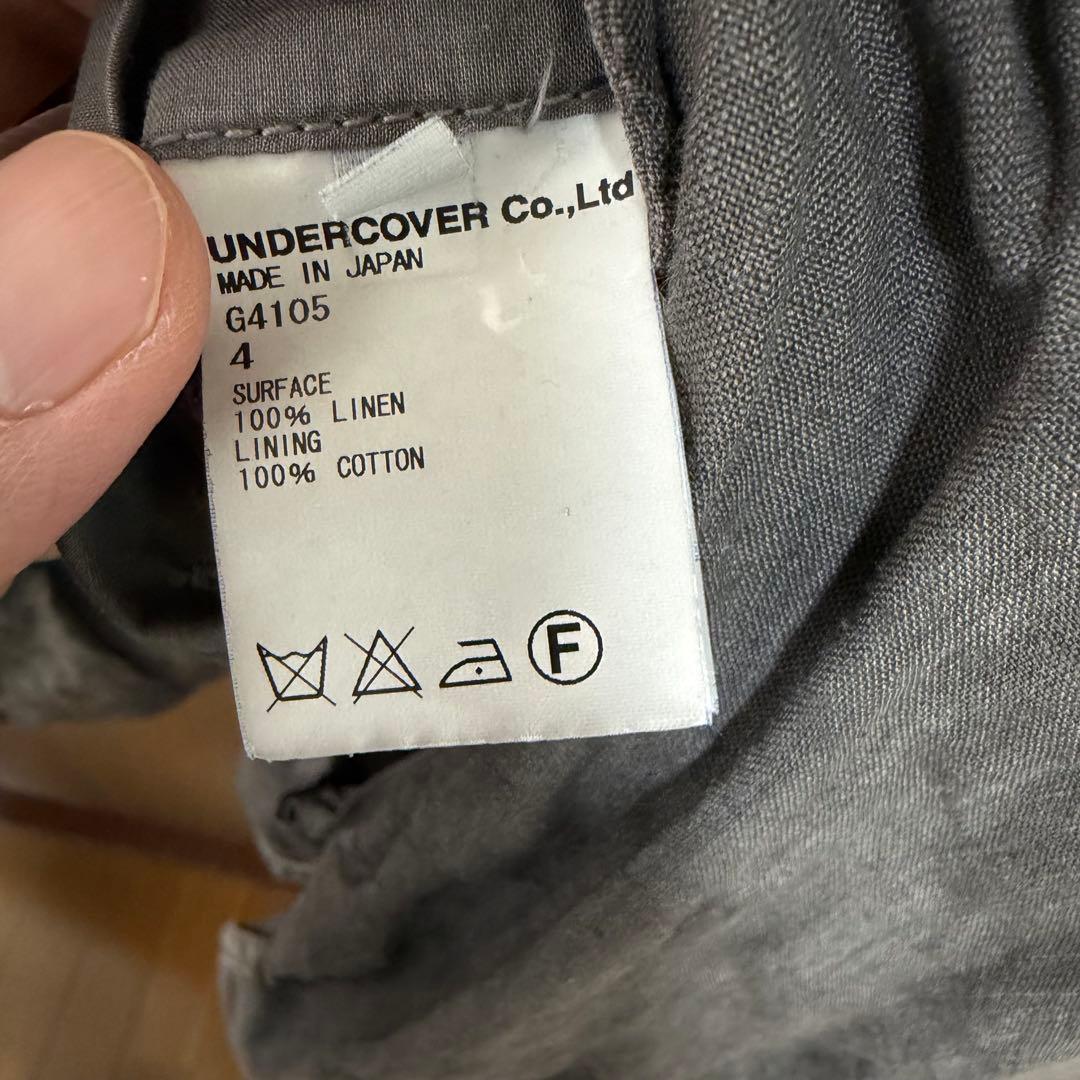 UNDERCOVER Co.,Ltd
MADE IN JAPAN
G4105
4
SURFACE
100% LINEN
LINING
100% COTTON
F